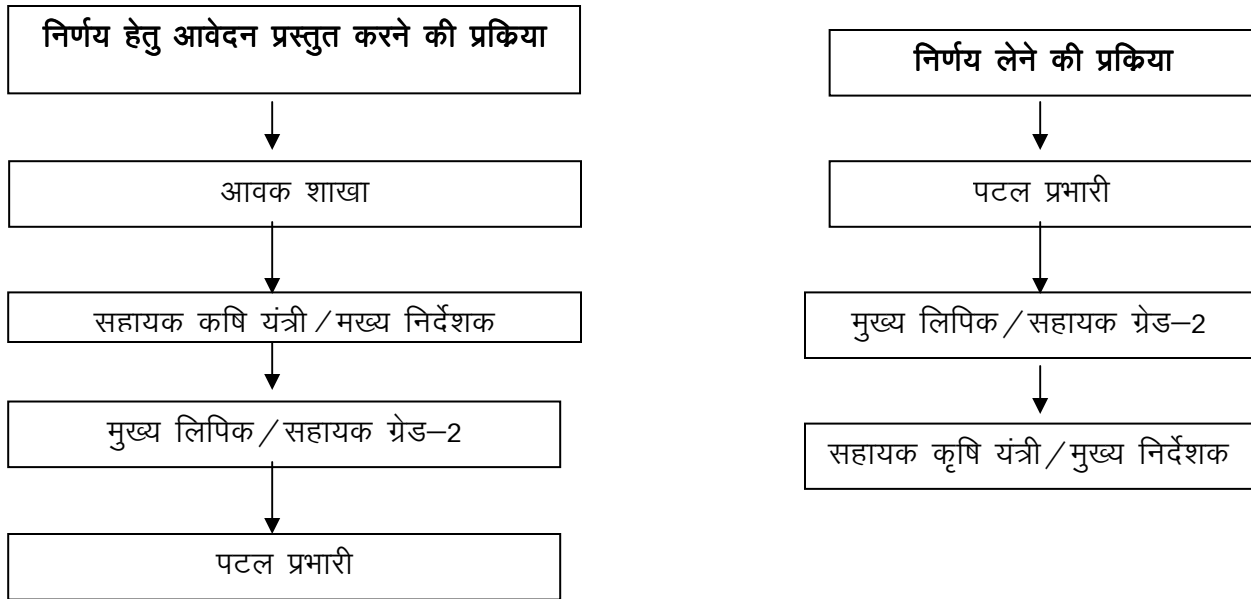 निर्णय हेतु आवेदन प्रस्तुत करने की प्रकिया
आवक शाखा
सहायक कषि यंत्री/मख्य निर्देशक
मुख्य लिपिक/सहायक ग्रेड–2
पटल प्रभारी
निर्णय लेने की प्रकिया
पटल प्रभारी
मुख्य लिपिक/सहायक ग्रेड–2
सहायक कृषि यंत्री/मुख्य निर्देशक